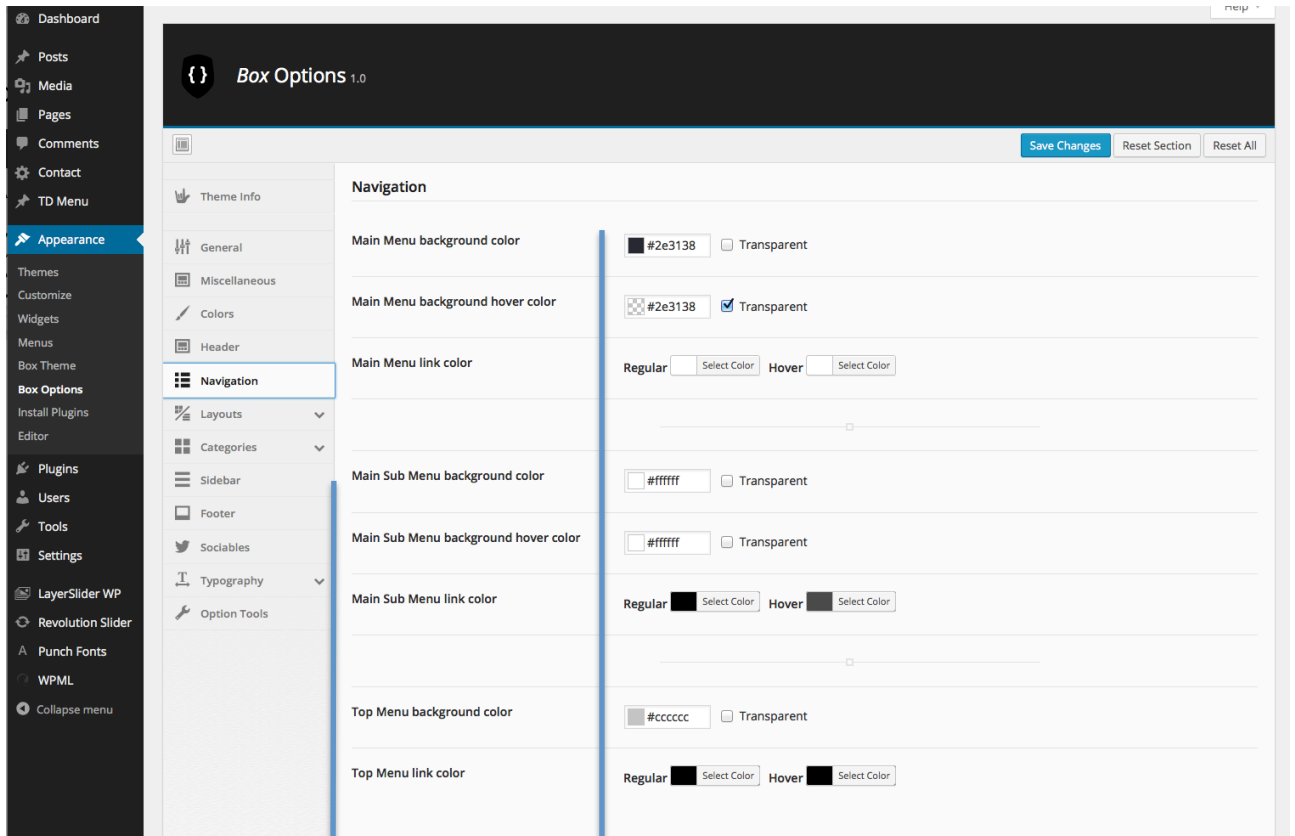 Help
Dashboard
Posts
Media
Pages
Comments
Contact
TD Menu
Appearance
Themes
Customize
Widgets
Menus
Box Theme
Box Options
Install Plugins
Editor
Plugins
Users
Tools
Settings
LayerSlider WP
Revolution Slider
Punch Fonts
WPML
Collapse menu
{ } Box Options 1.0
Save Changes Reset Section Reset All
Theme Info
General
Miscellaneous
Colors
Header
Navigation
Layouts
Categories
Sidebar
Footer
Sociables
Typography
Option Tools
Navigation
Main Menu background color #2e3138 Transparent
Main Menu background hover color #2e3138 Transparent
Main Menu link color Regular Select Color Hover Select Color
Main Sub Menu background color #ffffff Transparent
Main Sub Menu background hover color #ffffff Transparent
Main Sub Menu link color Regular Select Color Hover Select Color
Top Menu background color #cccccc Transparent
Top Menu link color Regular Select Color Hover Select Color